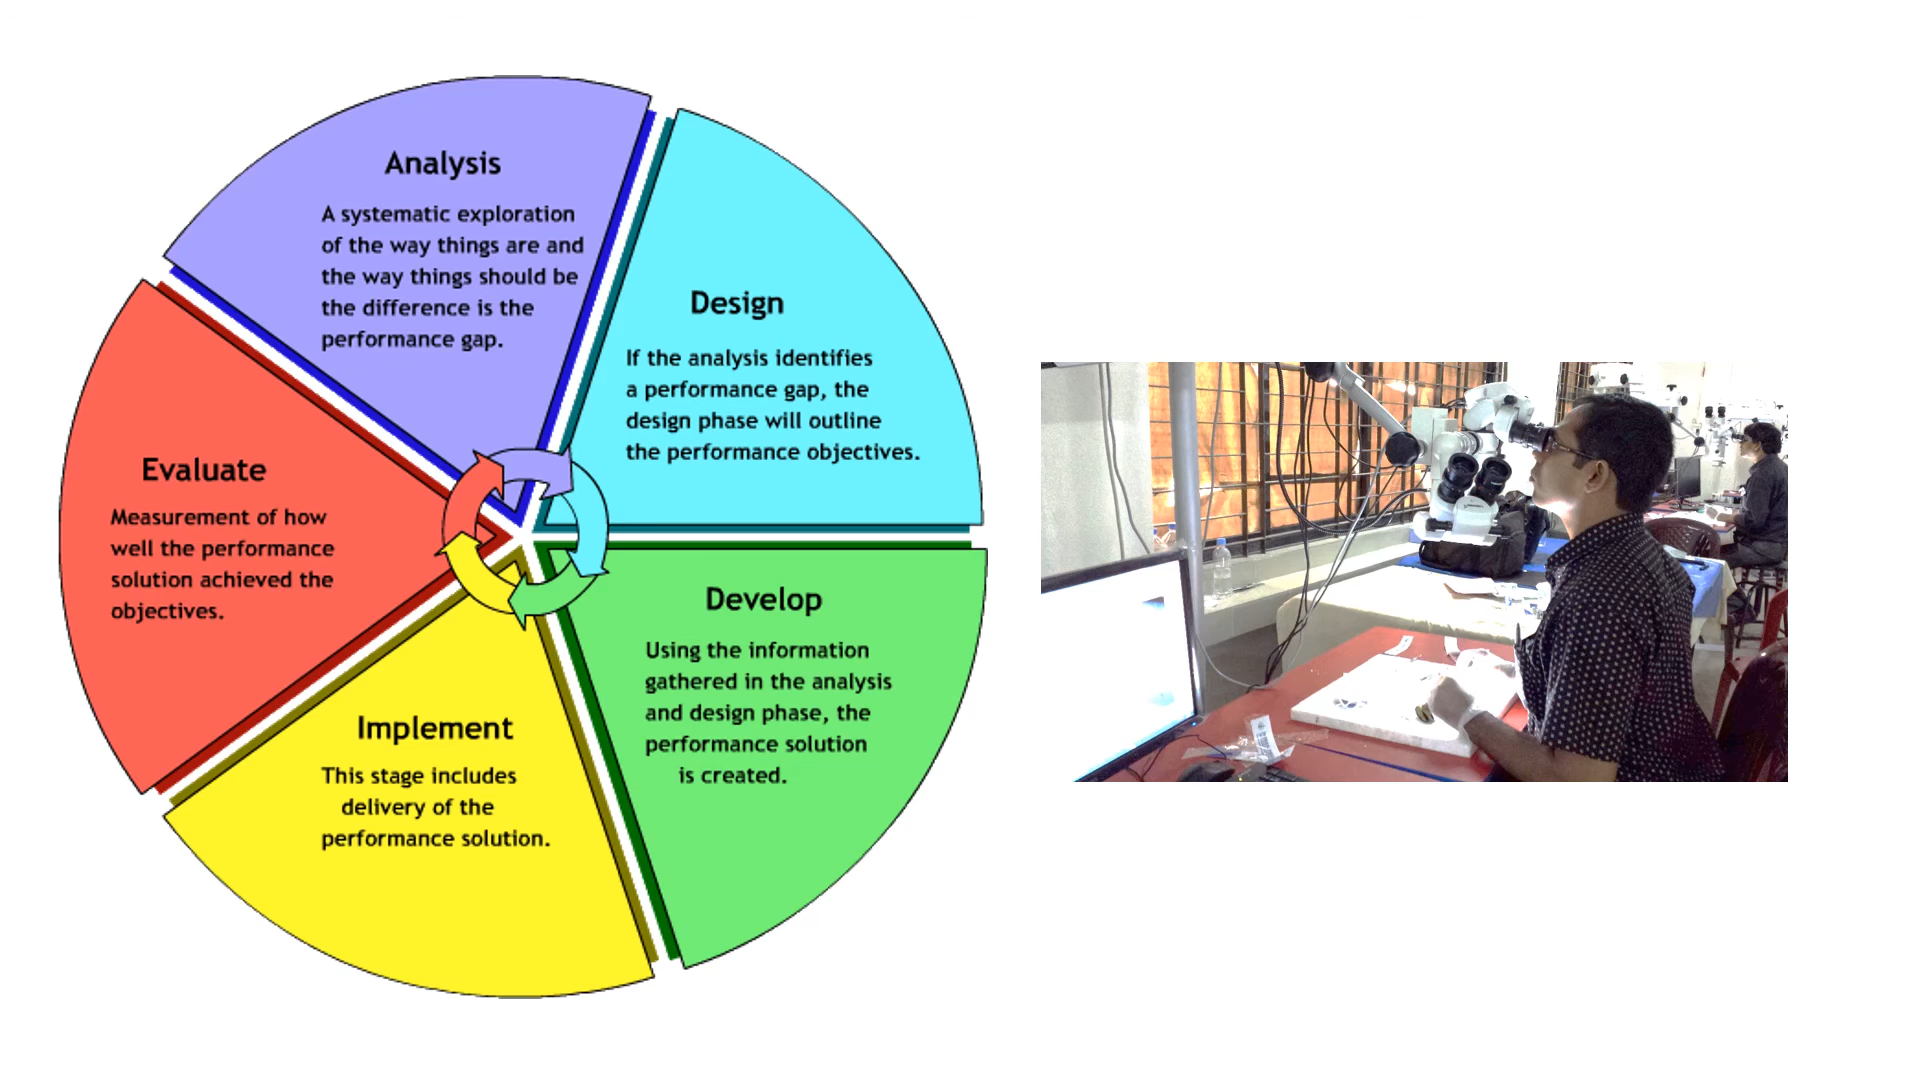 Analysis
A systematic exploration
of the way things are and
the way things should be
the difference is the
performance gap.
Design
If the analysis identifies
a performance gap, the
design phase will outline
the performance objectives.
Develop
Using the information
gathered in the analysis
and design phase, the
performance solution
is created.
Implement
This stage includes
delivery of the
performance solution.
Evaluate
Measurement of how
well the performance
solution achieved the
objectives.